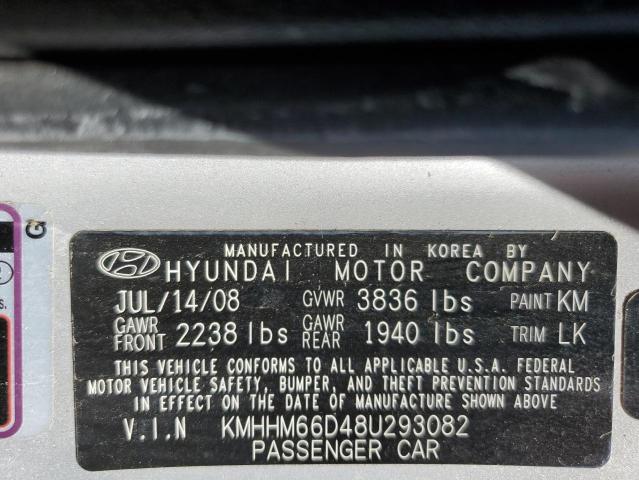 MANUFACTURED IN KOREA BY
HYUNDAI MOTOR COMPANY
JUL/14/08 GVWR 3836 lbs PAINT KM
GAWR FRONT 2238 lbs GAWR REAR 1940 lbs TRIM LK
THIS VEHICLE CONFORMS TO ALL APPLICABLE U.S.A. FEDERAL
MOTOR VEHICLE SAFETY, BUMPER, AND THEFT PREVENTION STANDARDS
IN EFFECT ON THE DATE OF MANUFACTURE SHOWN ABOVE
V.I.N KMHHM66D48U293082
PASSENGER CAR